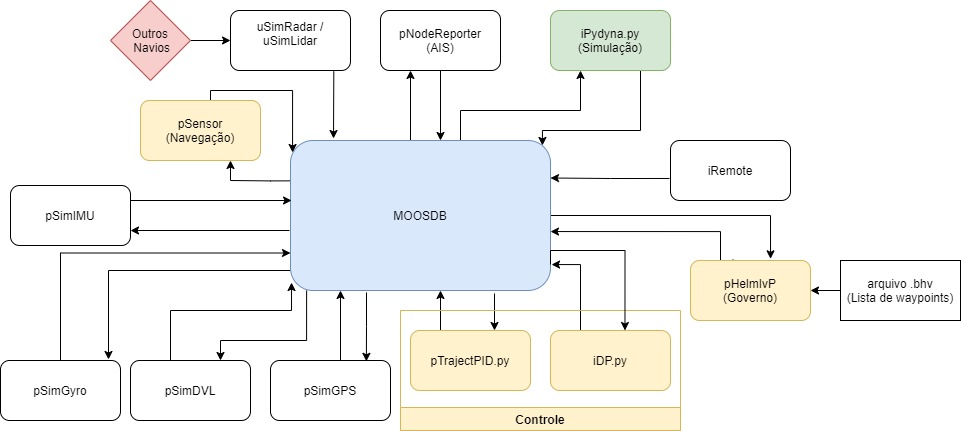 Outros
Navios
uSimRadar /
uSimLidar
pNodeReporter
(AIS)
iPydyna.py
(Simulação)
pSensor
(Navegação)
iRemote
pSimIMU
MOOSDB
pHelmIvP
(Governo)
arquivo .bhv
(Lista de waypoints)
pSimGyro
pSimDVL
pSimGPS
pTrajectPID.py
iDP.py
Controle